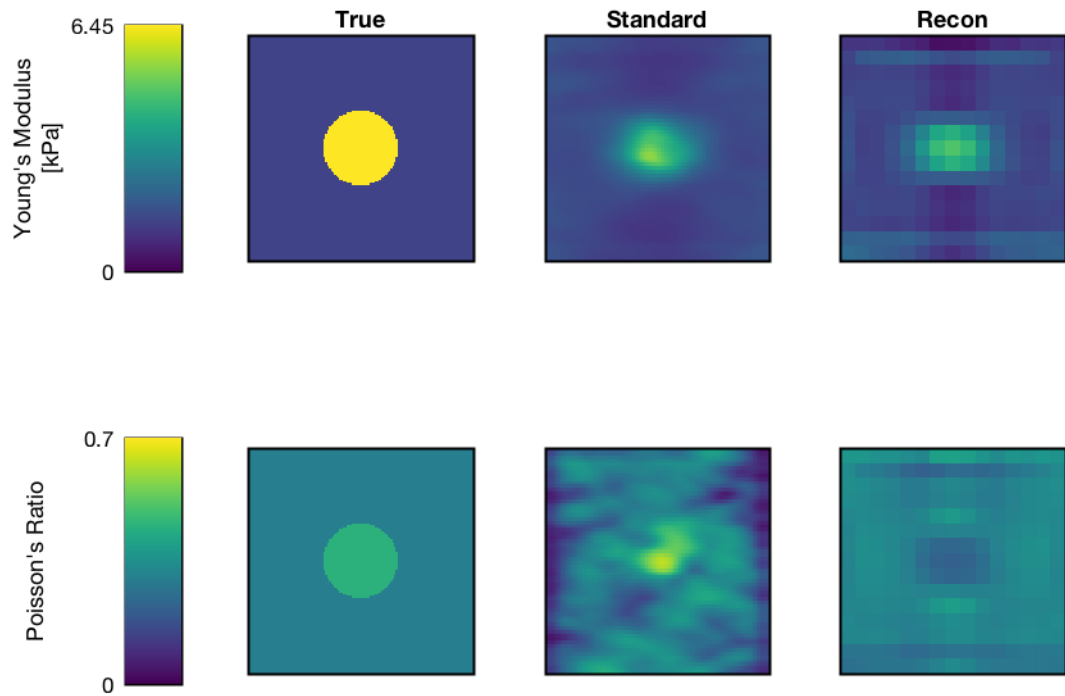 True
Standard
Recon
6.45
Young's Modulus
[kPa]
0
0.7
Poisson's Ratio
0